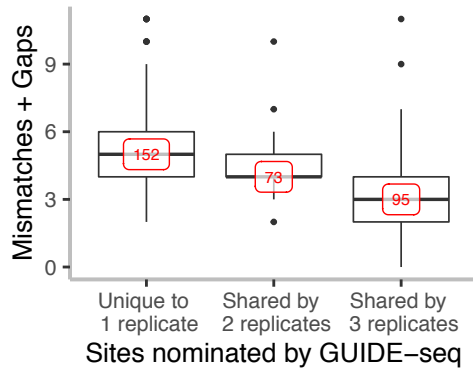 Mismatches + Gaps
9
6
3
0
152
73
95
Unique to
1 replicate
Shared by
2 replicates
Shared by
3 replicates
Sites nominated by GUIDE−seq